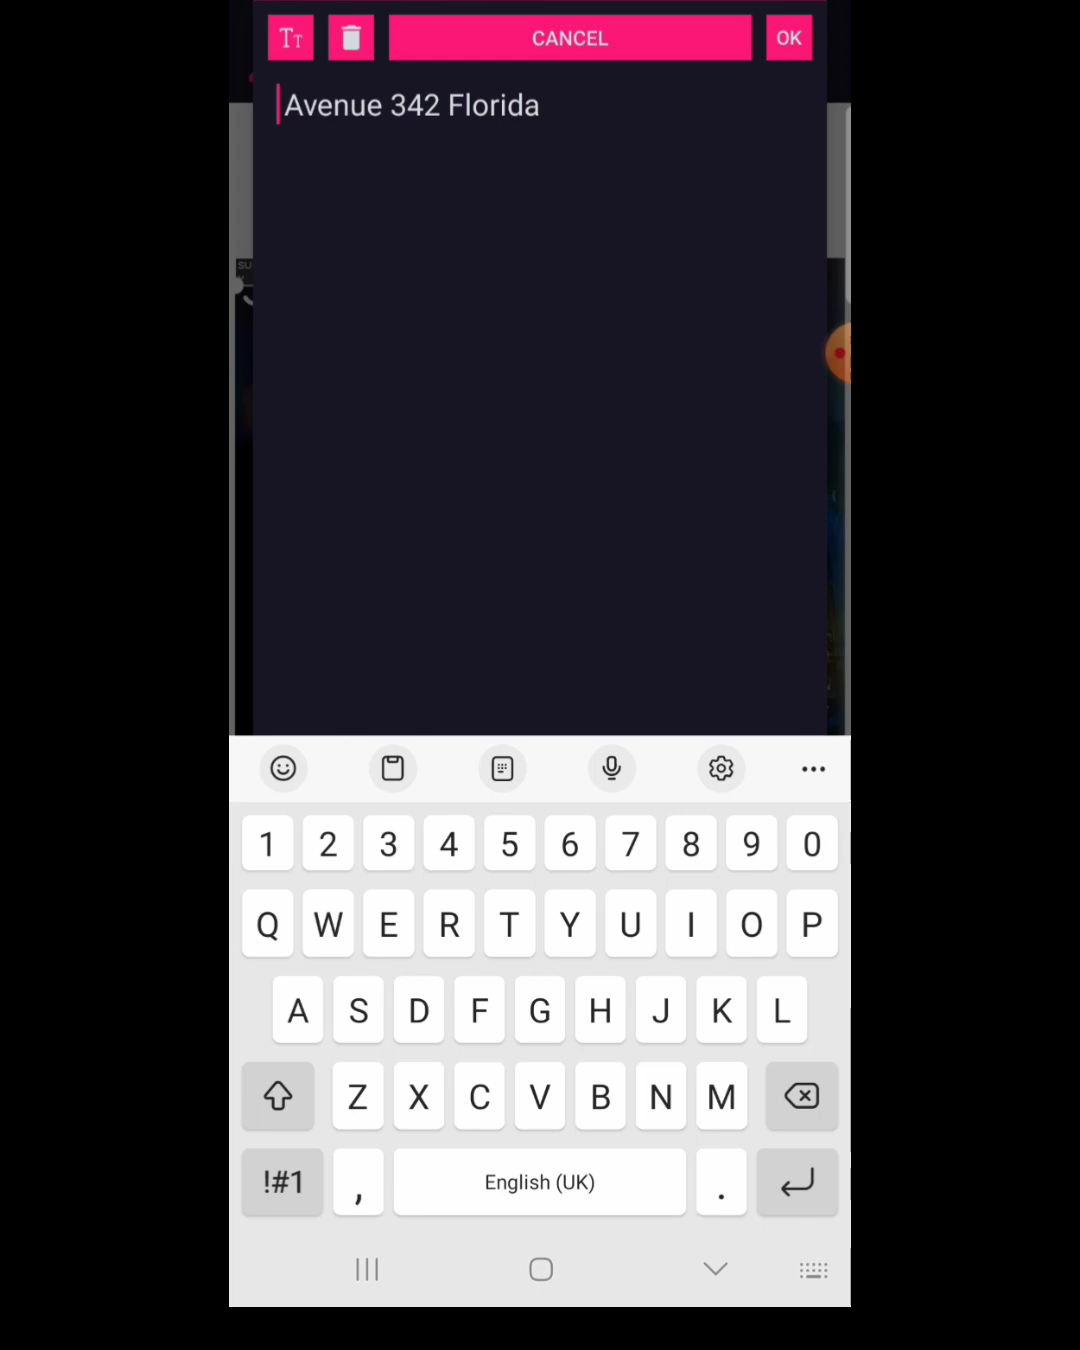 TT
CANCEL
OK
Avenue 342 Florida
SU
1 2 3 4 5 6 7 8 9 0
Q W E R T Y U I O P
A S D F G H J K L
Z X C V B N M
!#1 , English (UK) .